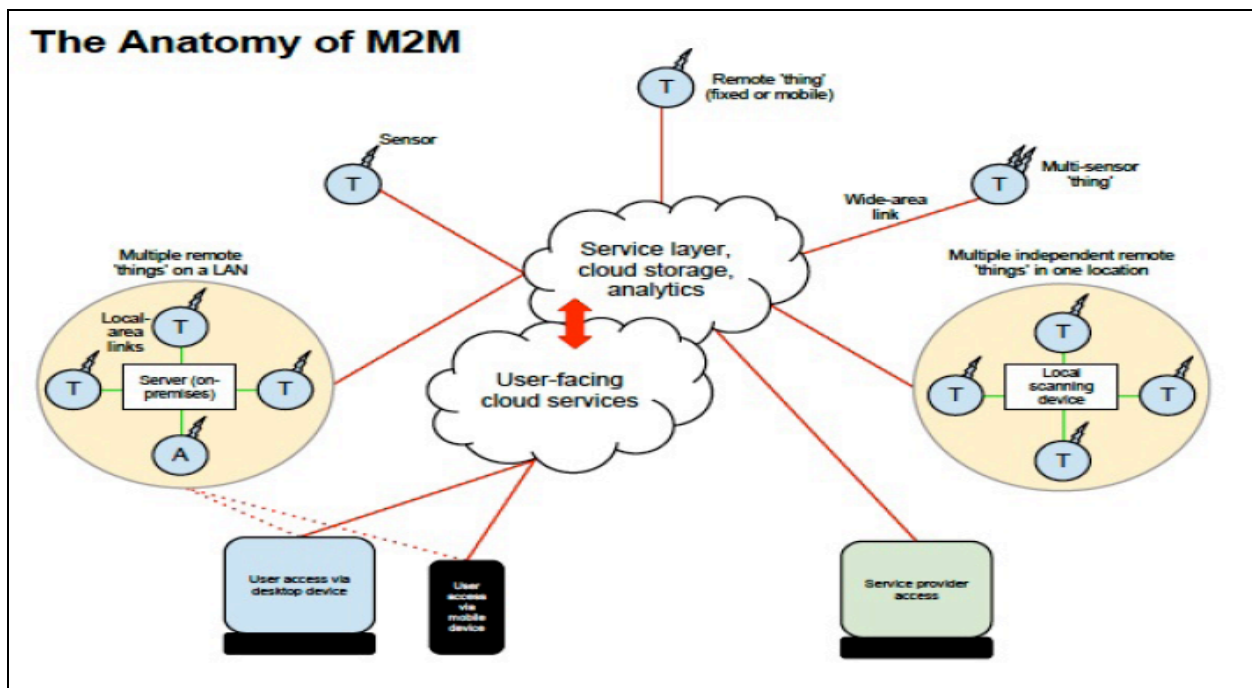 The Anatomy of M2M
T
Remote 'thing'
(fixed or mobile)
Sensor
T
T
Multi-sensor
'thing'
Wide-area
link
Service layer,
cloud storage,
analytics
Multiple remote
'things' on a LAN
Local-
area
links
T
T
Server (on-
premises)
T
A
Multiple independent remote
'things' in one location
T
T
Local
scanning
device
T
T
User-facing
cloud services
User access via
desktop device
User
access
via
mobile
device
Service provider
access